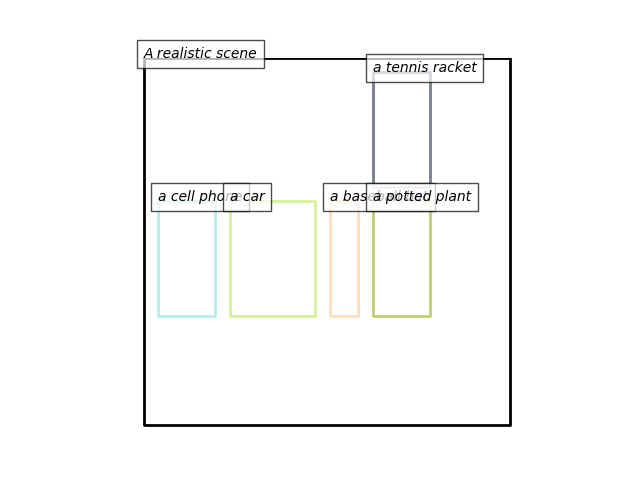 A realistic scene
a tennis racket
a cell phone
a car
a baseball bat
a potted plant